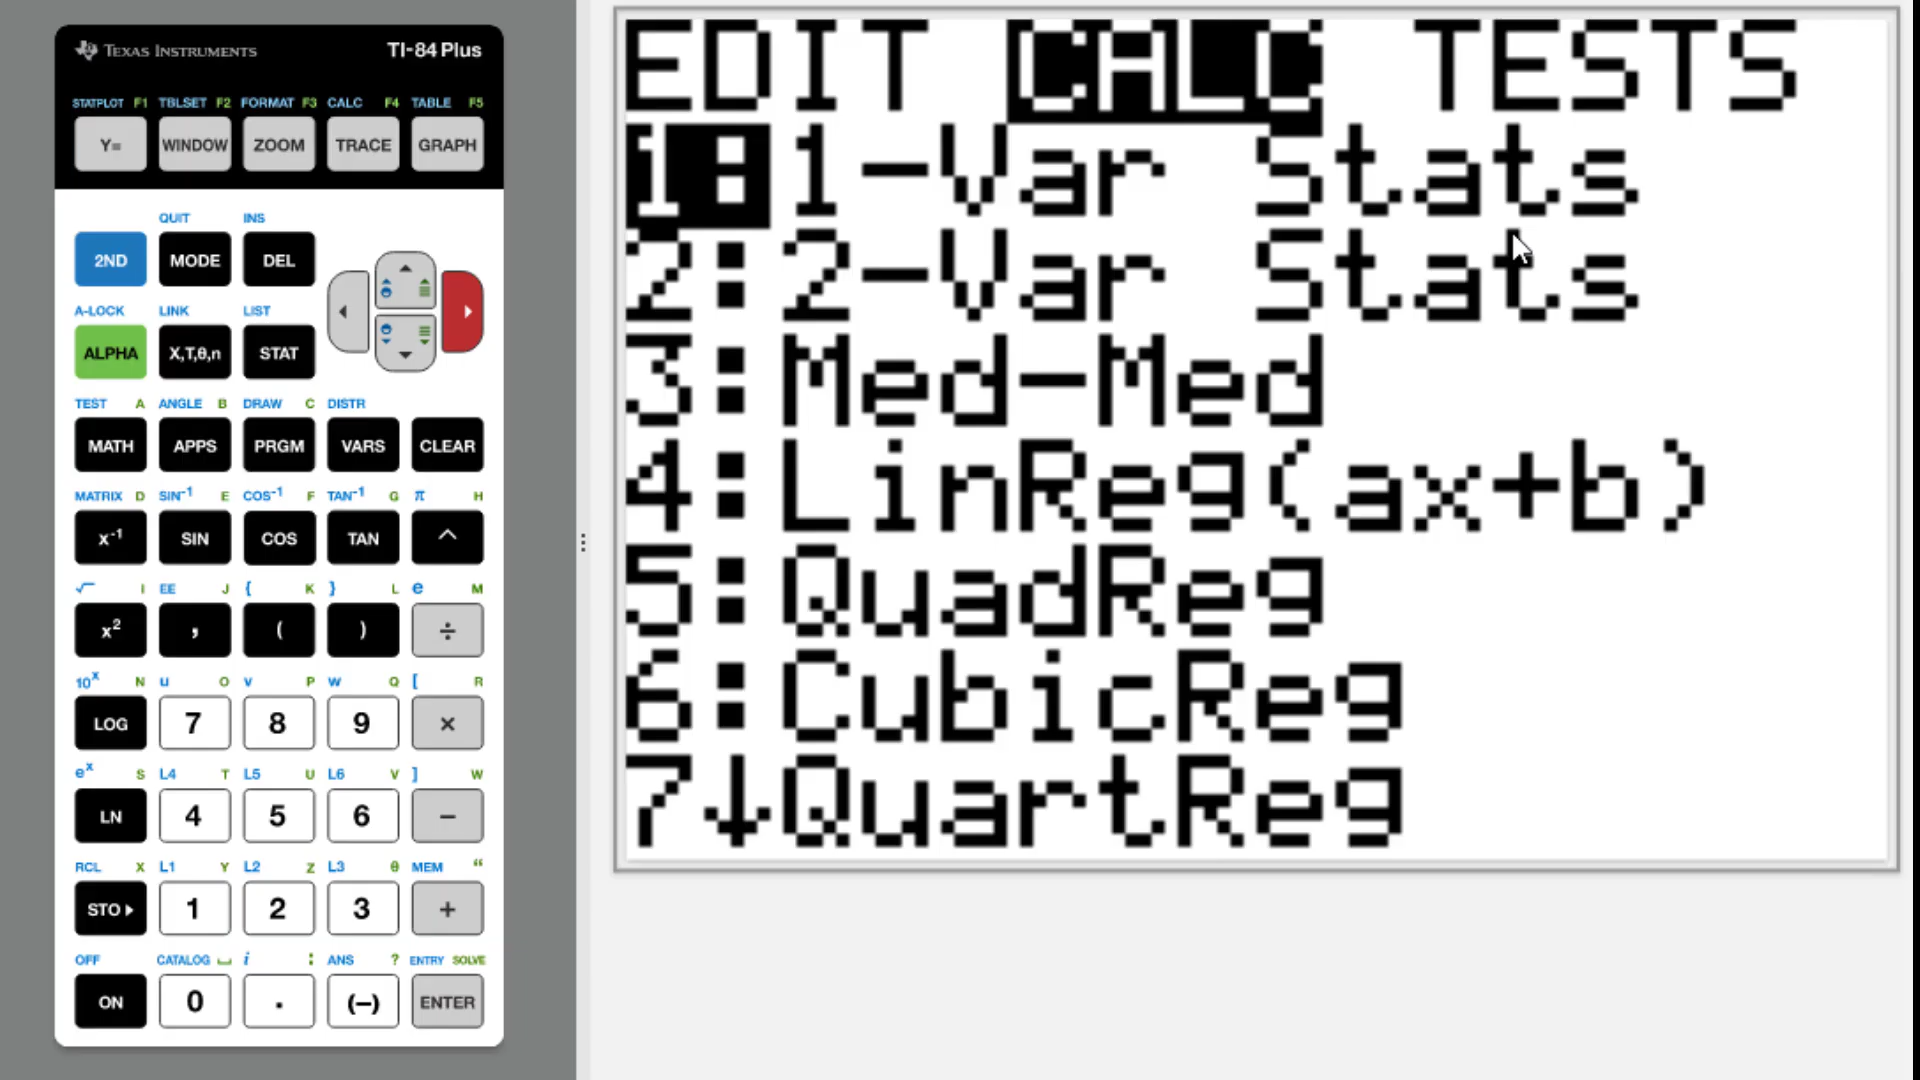 TEXAS INSTRUMENTS TI-84 Plus
STATPLOT F1 TBLSET F2 FORMAT F3 CALC F4 TABLE F5
Y= WINDOW ZOOM TRACE GRAPH
QUIT INS
2ND MODE DEL
A-LOCK LINK LIST
ALPHA X,T,θ,n STAT
TEST A ANGLE B DRAW C DISTR
MATH APPS PRGM VARS CLEAR
MATRIX D SIN⁻¹ E COS⁻¹ F TAN⁻¹ G π H
x⁻¹ SIN COS TAN ^
√ I EE J { K } L e M
x² , ( ) ÷
10ˣ N u O v P w Q [ R
LOG 7 8 9 ×
eˣ S L4 T L5 U L6 V ] W
LN 4 5 6 −
RCL X L1 Y L2 Z L3 θ MEM “
STO▸ 1 2 3 +
OFF CATALOG ⎵ i : ANS ? ENTRY SOLVE
ON 0 . (−) ENTER
EDIT CALC TESTS
1:1-Var Stats
2:2-Var Stats
3:Med-Med
4:LinReg(ax+b)
5:QuadReg
6:CubicReg
7↓QuartReg